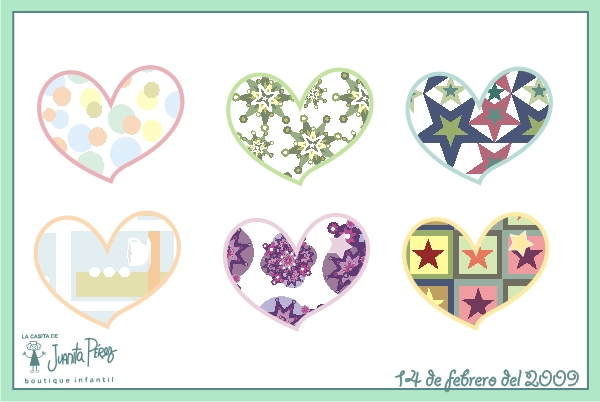 LA CASITA DE
Juanita Pérez
boutique infantil
14 de febrero del 2009